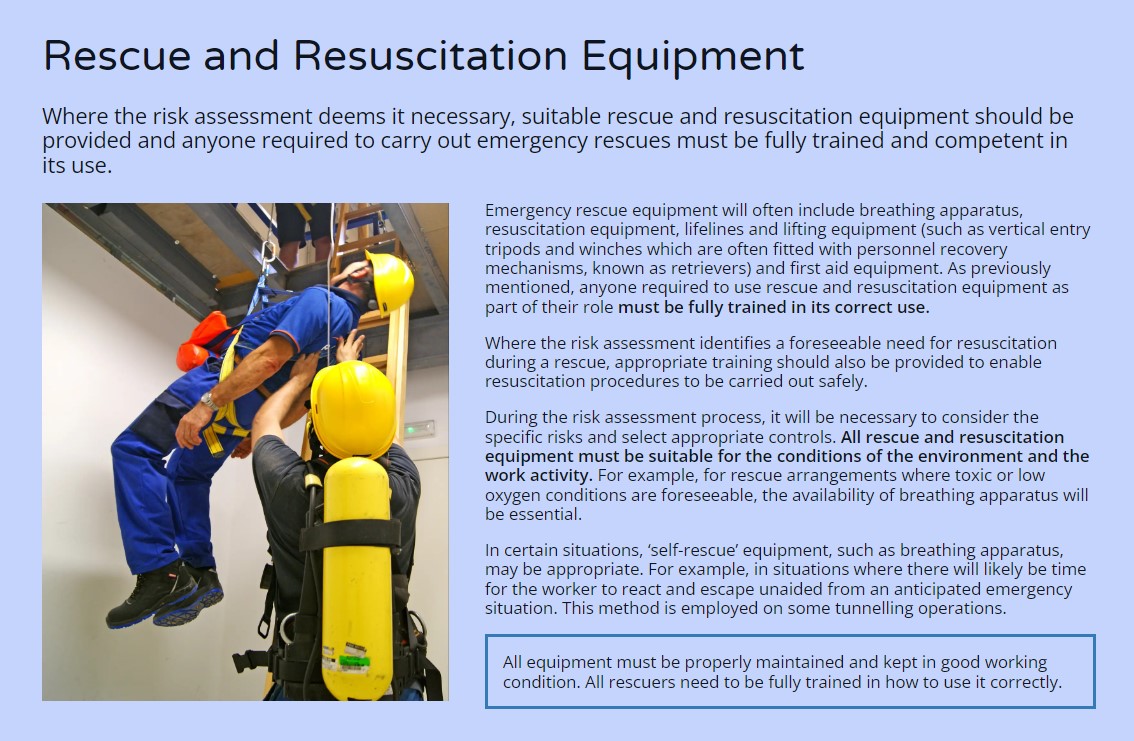 Rescue and Resuscitation Equipment
Where the risk assessment deems it necessary, suitable rescue and resuscitation equipment should be
provided and anyone required to carry out emergency rescues must be fully trained and competent in
its use.
Emergency rescue equipment will often include breathing apparatus,
resuscitation equipment, lifelines and lifting equipment (such as vertical entry
tripods and winches which are often fitted with personnel recovery
mechanisms, known as retrievers) and first aid equipment. As previously
mentioned, anyone required to use rescue and resuscitation equipment as
part of their role must be fully trained in its correct use.
Where the risk assessment identifies a foreseeable need for resuscitation
during a rescue, appropriate training should also be provided to enable
resuscitation procedures to be carried out safely.
During the risk assessment process, it will be necessary to consider the
specific risks and select appropriate controls. All rescue and resuscitation
equipment must be suitable for the conditions of the environment and the
work activity. For example, for rescue arrangements where toxic or low
oxygen conditions are foreseeable, the availability of breathing apparatus will
be essential.
In certain situations, ‘self-rescue’ equipment, such as breathing apparatus,
may be appropriate. For example, in situations where there will likely be time
for the worker to react and escape unaided from an anticipated emergency
situation. This method is employed on some tunnelling operations.
All equipment must be properly maintained and kept in good working
condition. All rescuers need to be fully trained in how to use it correctly.